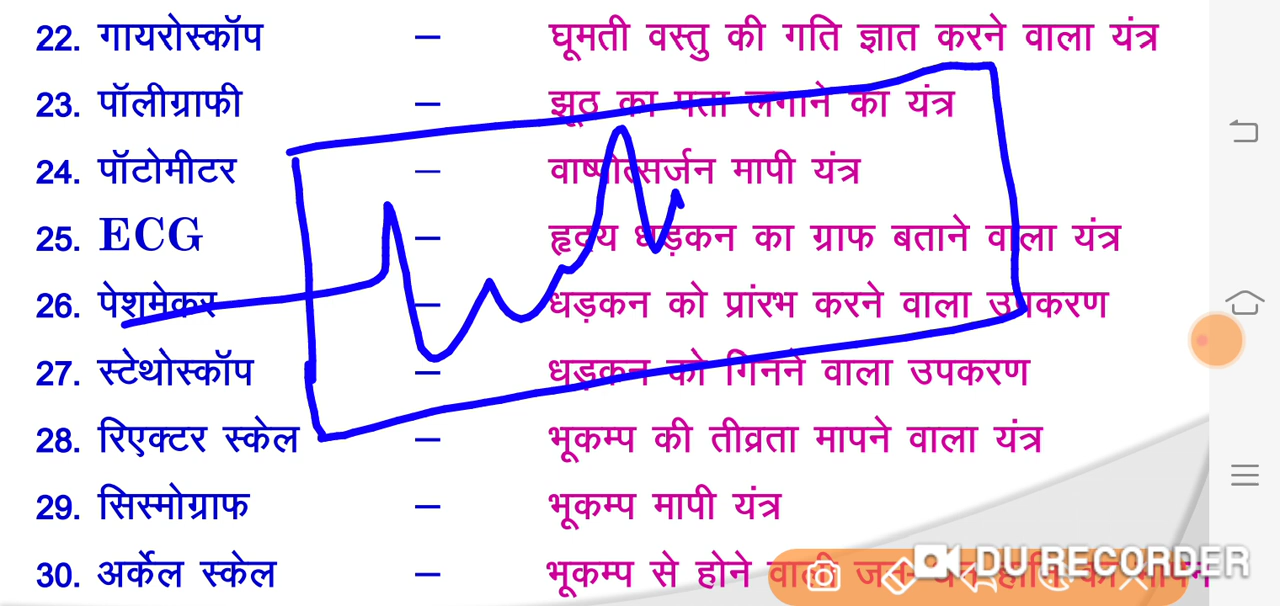 22. गायरोस्कॉप – घूमती वस्तु की गति ज्ञात करने वाला यंत्र
23. पॉलीग्राफी – झूठ का पता लगाने का यंत्र
24. पॉटोमीटर – वाष्पोत्सर्जन मापी यंत्र
25. ECG – हृदय धड़कन का ग्राफ बताने वाला यंत्र
26. पेशमेकर – धड़कन को प्रांरभ करने वाला उपकरण
27. स्टेथोस्कॉप – धड़कन को गिनने वाला उपकरण
28. रिएक्टर स्केल – भूकम्प की तीव्रता मापने वाला यंत्र
29. सिस्मोग्राफ – भूकम्प मापी यंत्र
30. अर्केल स्केल – भूकम्प से होने वाली
DU RECORDER